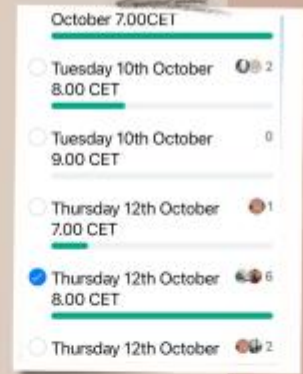 October 7.00CET
Tuesday 10th October 2
8.00 CET
Tuesday 10th October 0
9.00 CET
Thursday 12th October 1
7.00 CET
Thursday 12th October 6
8.00 CET
Thursday 12th October 2